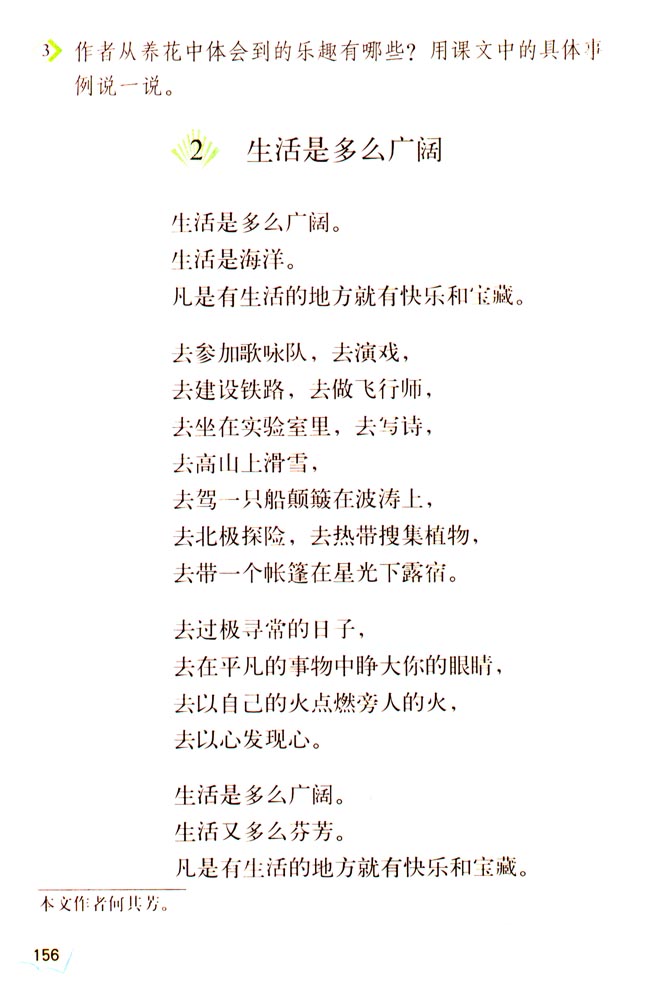 3 作者从养花中体会到的乐趣有哪些？用课文中的具体事
例说一说。
2 生活是多么广阔
生活是多么广阔。
生活是海洋。
凡是有生活的地方就有快乐和宝藏。
去参加歌咏队，去演戏，
去建设铁路，去做飞行师，
去坐在实验室里，去写诗，
去高山上滑雪，
去驾一只船颠簸在波涛上，
去北极探险，去热带搜集植物，
去带一个帐篷在星光下露宿。
去过极寻常的日子，
去在平凡的事物中睁大你的眼睛，
去以自己的火点燃旁人的火，
去以心发现心。
生活是多么广阔。
生活又多么芬芳。
凡是有生活的地方就有快乐和宝藏。
本文作者何其芳。
156